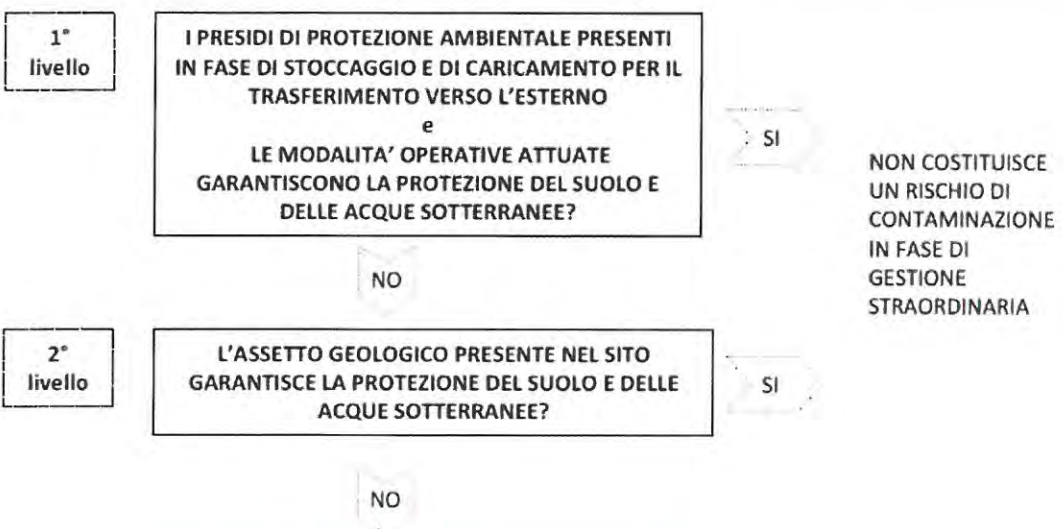 1°
livello
I PRESIDI DI PROTEZIONE AMBIENTALE PRESENTI
IN FASE DI STOCCAGGIO E DI CARICAMENTO PER IL
TRASFERIMENTO VERSO L'ESTERNO
e
LE MODALITA' OPERATIVE ATTUATE
GARANTISCONO LA PROTEZIONE DEL SUOLO E
DELLE ACQUE SOTTERRANEE?
SI
NON COSTITUISCE
UN RISCHIO DI
CONTAMINAZIONE
IN FASE DI
GESTIONE
STRAORDINARIA
NO
2°
livello
L'ASSETTO GEOLOGICO PRESENTE NEL SITO
GARANTISCE LA PROTEZIONE DEL SUOLO E DELLE
ACQUE SOTTERRANEE?
SI
NO